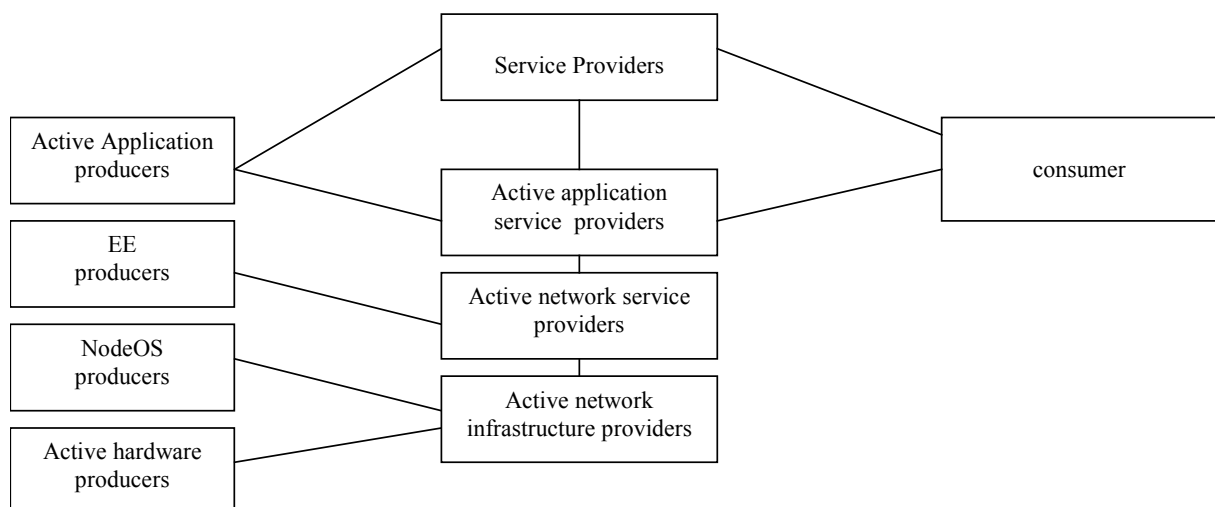 Service Providers
Active Application
producers
consumer
Active application
service providers
EE
producers
Active network service
providers
NodeOS
producers
Active network
infrastructure providers
Active hardware
producers